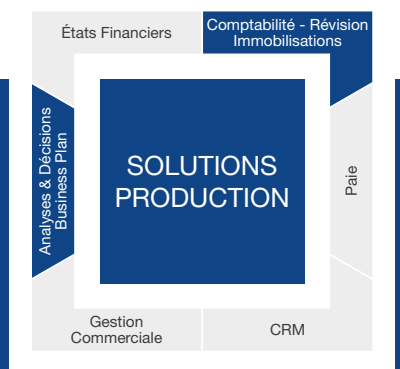 États Financiers
Comptabilité - Révision
Immobilisations
Analyses & Décisions
Business Plan
SOLUTIONS
PRODUCTION
Paie
Gestion
Commerciale
CRM